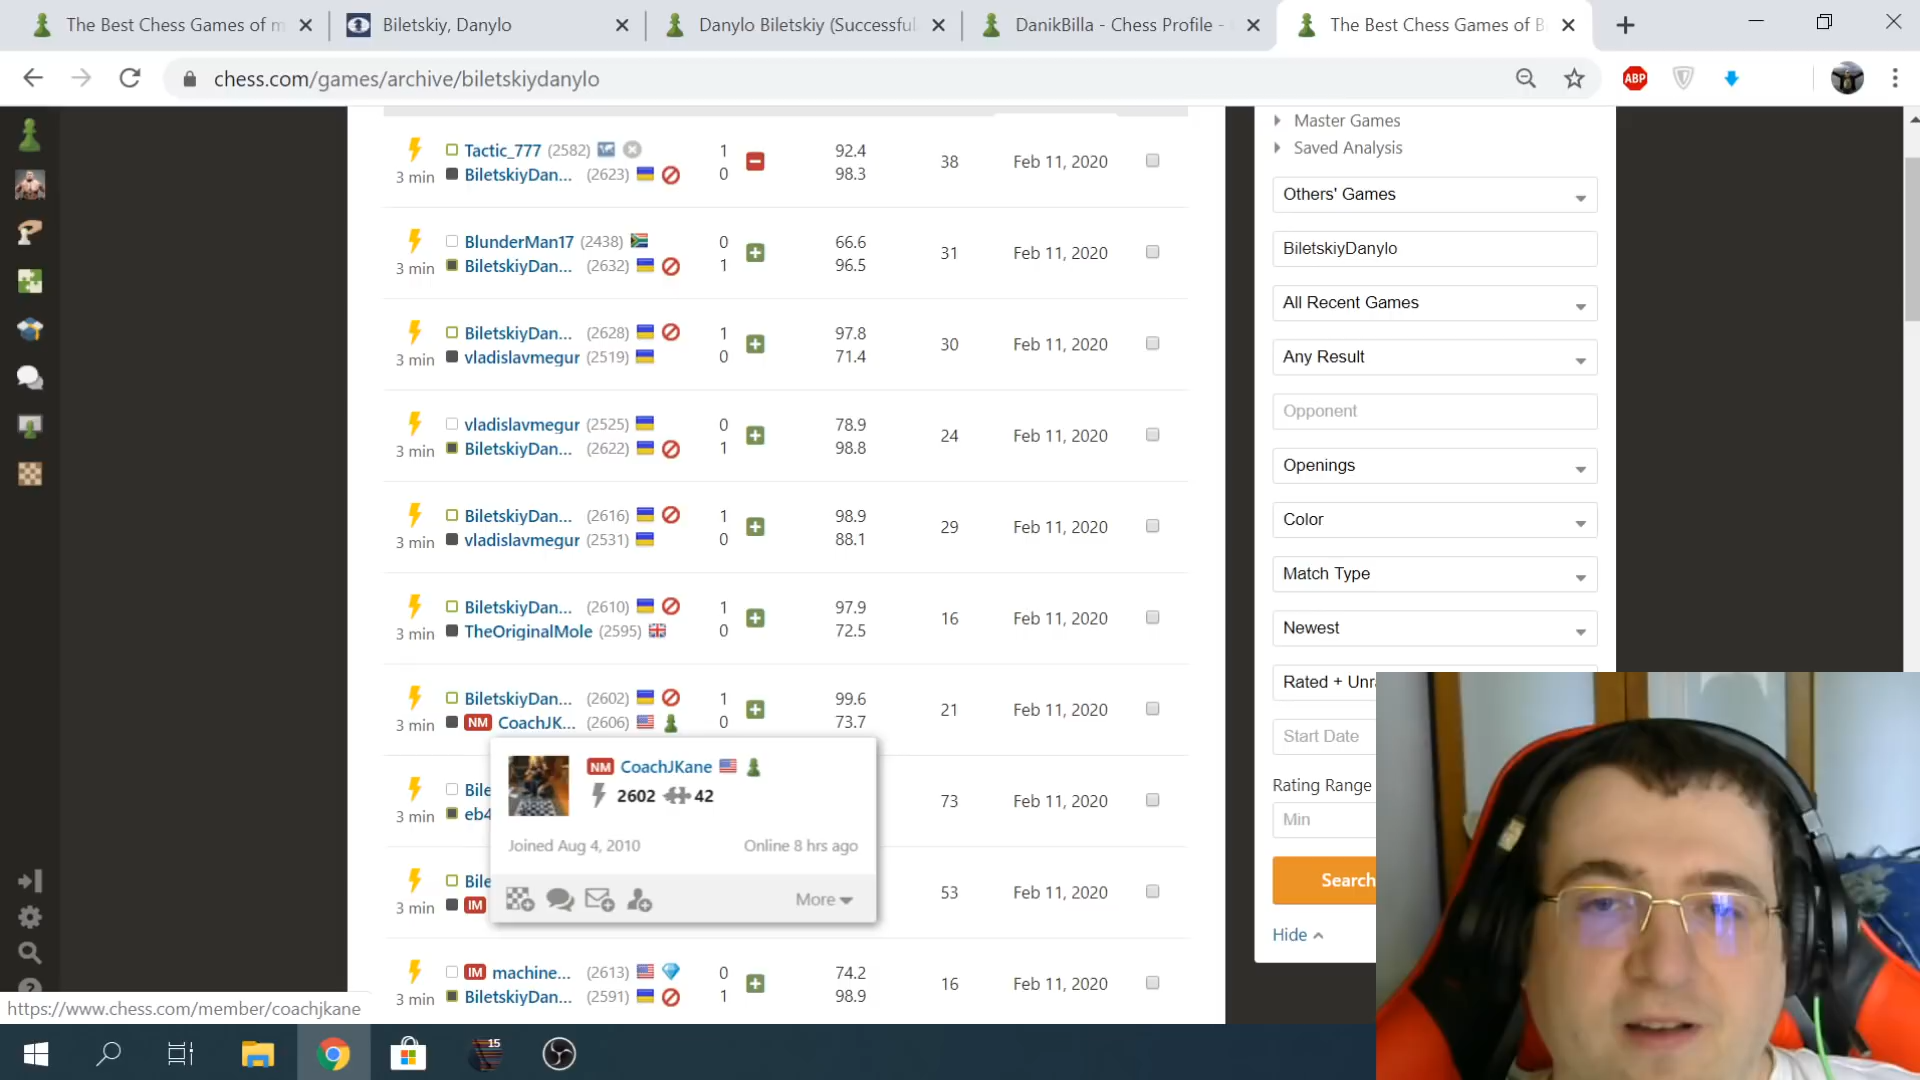 The Best Chess Games of m
Biletskiy, Danylo
Danylo Biletskiy (Successful
DanikBilla - Chess Profile -
The Best Chess Games of B
chess.com/games/archive/biletskiydanylo
ABP
Tactic_777 (2582) 1 92.4
3 min BiletskiyDan... (2623) 0 98.3 38 Feb 11, 2020
BlunderMan17 (2438) 0 66.6
3 min BiletskiyDan... (2632) 1 96.5 31 Feb 11, 2020
BiletskiyDan... (2628) 1 97.8
3 min vladislavmegur (2519) 0 71.4 30 Feb 11, 2020
vladislavmegur (2525) 0 78.9
3 min BiletskiyDan... (2622) 1 98.8 24 Feb 11, 2020
BiletskiyDan... (2616) 1 98.9
3 min vladislavmegur (2531) 0 88.1 29 Feb 11, 2020
BiletskiyDan... (2610) 1 97.9
3 min TheOriginalMole (2595) 0 72.5 16 Feb 11, 2020
BiletskiyDan... (2602) 1 99.6
3 min NM CoachJK... (2606) 0 73.7 21 Feb 11, 2020
NM CoachJKane
2602 42
Joined Aug 4, 2010 Online 8 hrs ago
More
Bile
3 min eb4 73 Feb 11, 2020
Bile
3 min IM 53 Feb 11, 2020
IM machine... (2613) 0 74.2
3 min BiletskiyDan... (2591) 1 98.9 16 Feb 11, 2020
Master Games
Saved Analysis
Others' Games
BiletskiyDanylo
All Recent Games
Any Result
Opponent
Openings
Color
Match Type
Newest
Rated + Unr
Start Date
Rating Range
Min
Search
Hide
https://www.chess.com/member/coachjkane
15